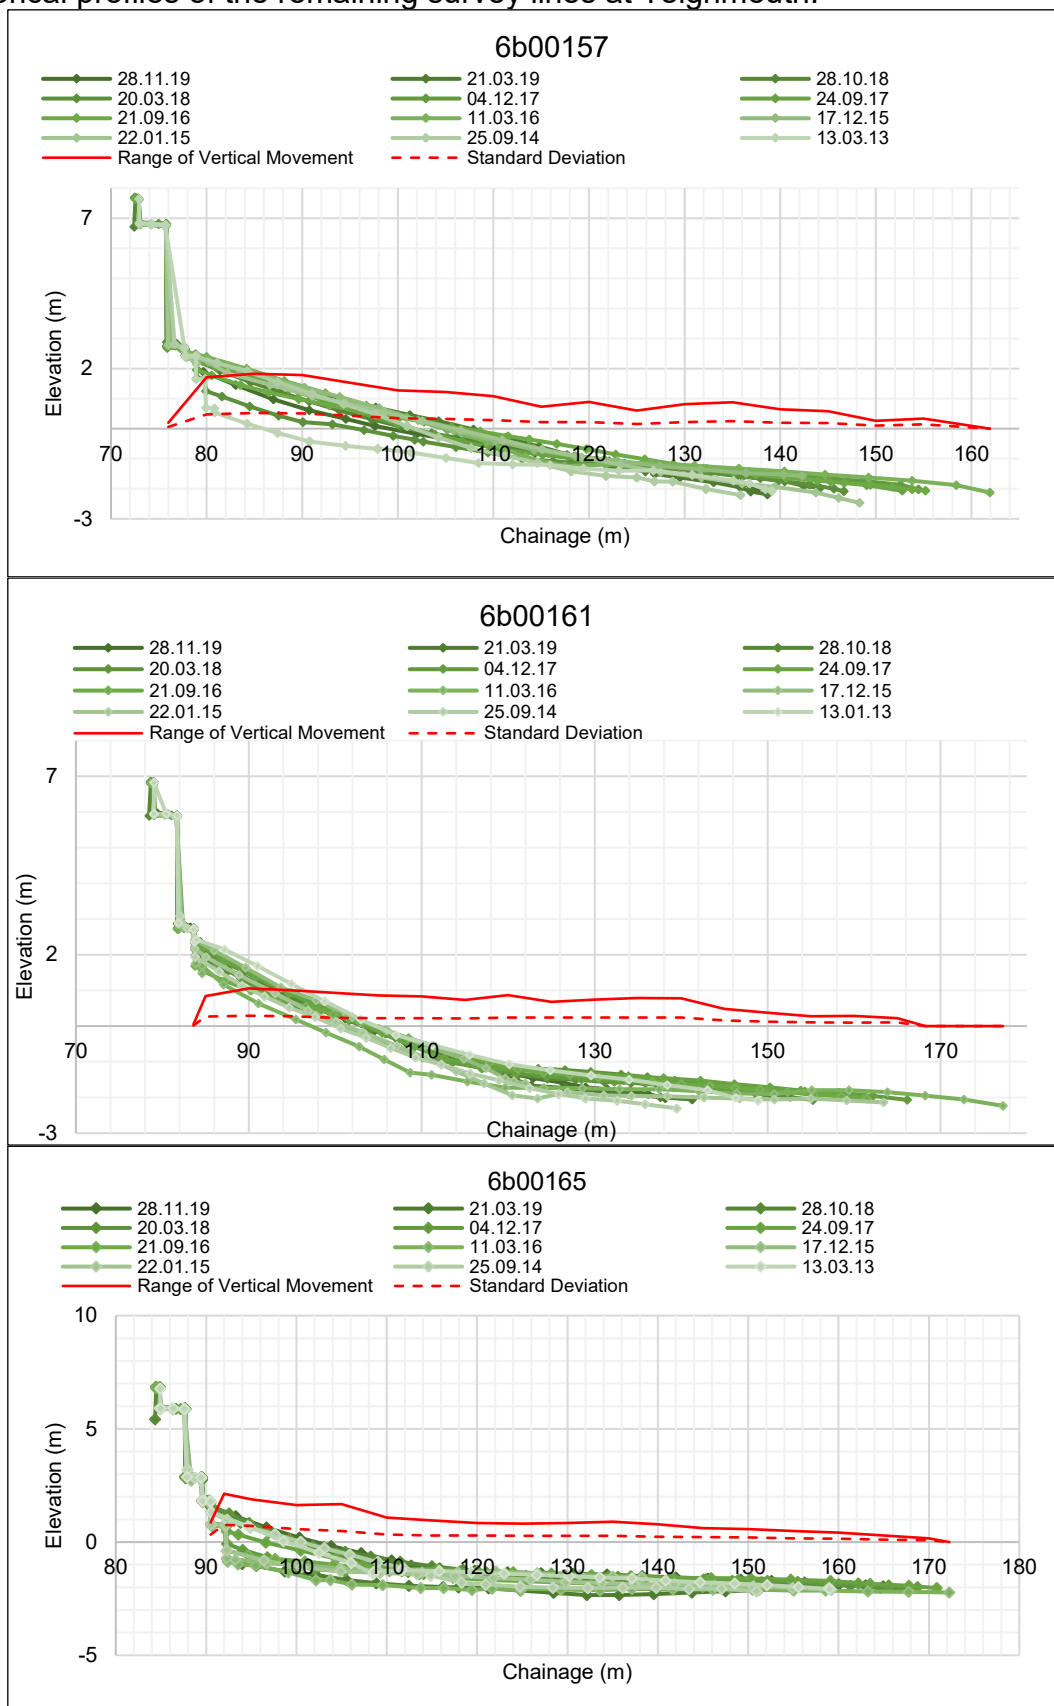 profiles of the remaining survey lines at Teignmouth.
6b00157
28.11.19 21.03.19 28.10.18
20.03.18 04.12.17 24.09.17
21.09.16 11.03.16 17.12.15
22.01.15 25.09.14 13.03.13
Range of Vertical Movement Standard Deviation
7
2
-3
Elevation (m)
70 80 90 100 110 120 130 140 150 160
Chainage (m)
6b00161
28.11.19 21.03.19 28.10.18
20.03.18 04.12.17 24.09.17
21.09.16 11.03.16 17.12.15
22.01.15 25.09.14 13.01.13
Range of Vertical Movement Standard Deviation
7
2
-3
Elevation (m)
70 90 110 130 150 170
Chainage (m)
6b00165
28.11.19 21.03.19 28.10.18
20.03.18 04.12.17 24.09.17
21.09.16 11.03.16 17.12.15
22.01.15 25.09.14 13.03.13
Range of Vertical Movement Standard Deviation
10
5
0
-5
Elevation (m)
80 90 100 110 120 130 140 150 160 170 180
Chainage (m)